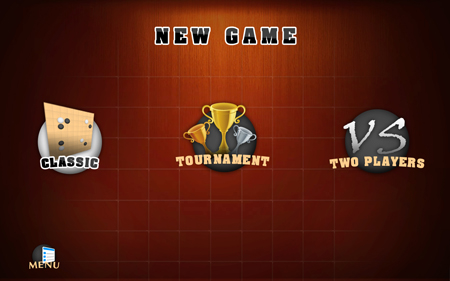 NEW GAME
CLASSIC
TOURNAMENT
VS
TWO PLAYERS
MENU